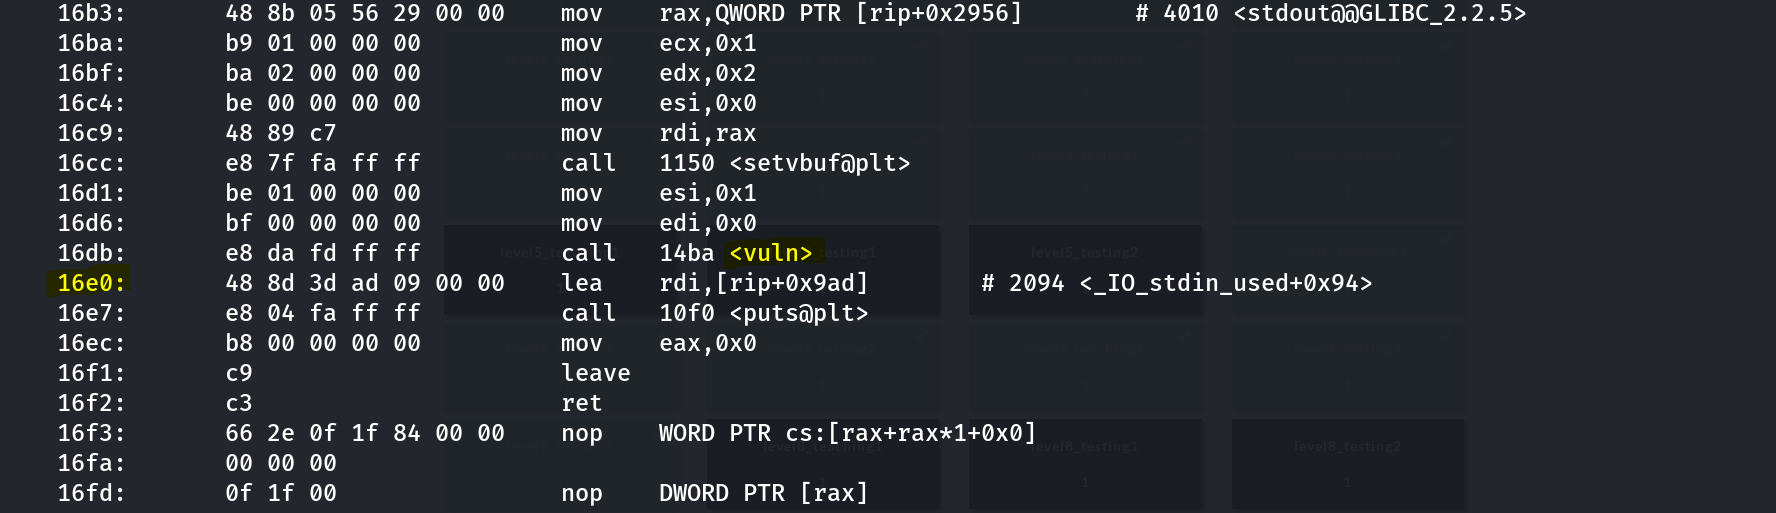 16b3: 48 8b 05 56 29 00 00 mov rax,QWORD PTR [rip+0x2956] # 4010 <stdout@@GLIBC_2.2.5>
16ba: b9 01 00 00 00 mov ecx,0x1
16bf: ba 02 00 00 00 mov edx,0x2
16c4: be 00 00 00 00 mov esi,0x0
16c9: 48 89 c7 mov rdi,rax
16cc: e8 7f fa ff ff call 1150 <setvbuf@plt>
16d1: be 01 00 00 00 mov esi,0x1
16d6: bf 00 00 00 00 mov edi,0x0
16db: e8 da fd ff ff call 14ba <vuln>
16e0: 48 8d 3d ad 09 00 00 lea rdi,[rip+0x9ad] # 2094 <_IO_stdin_used+0x94>
16e7: e8 04 fa ff ff call 10f0 <puts@plt>
16ec: b8 00 00 00 00 mov eax,0x0
16f1: c9 leave
16f2: c3 ret
16f3: 66 2e 0f 1f 84 00 00 nop WORD PTR cs:[rax+rax*1+0x0]
16fa: 00 00 00
16fd: 0f 1f 00 nop DWORD PTR [rax]
level5_testing2
level8_testing1
level8_testing2